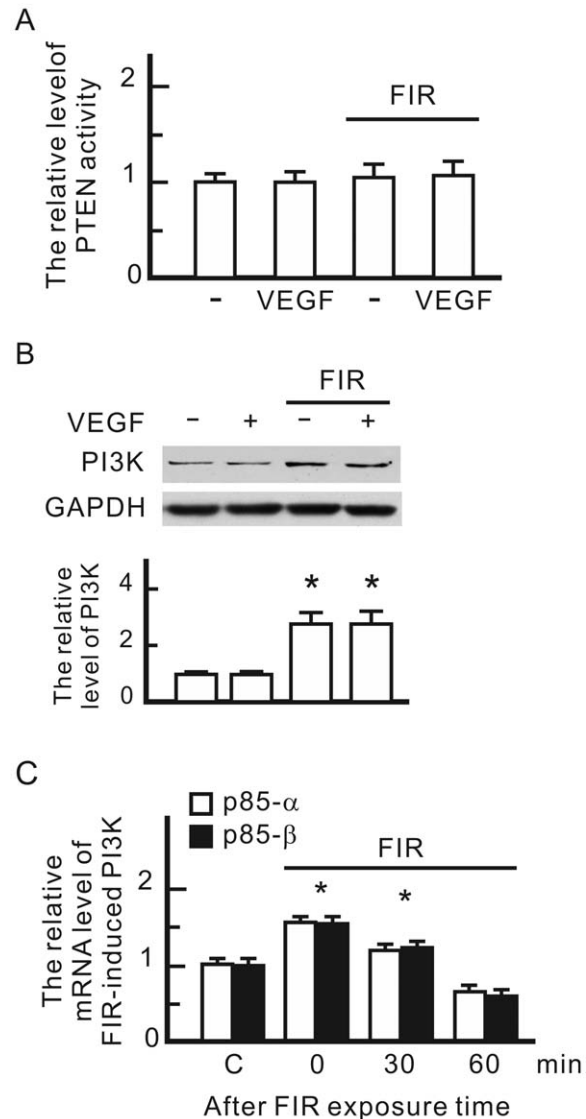 A
The relative levelof
PTEN activity
2
1
0
FIR
- VEGF - VEGF
B
FIR
VEGF − + − +
PI3K
GAPDH
The relative
level of PI3K
4
2
0
* *
C
p85-α
p85-β
FIR
The relative
mRNA level of
FIR-induced PI3K
2
1
0
* *
C 0 30 60 min
After FIR exposure time